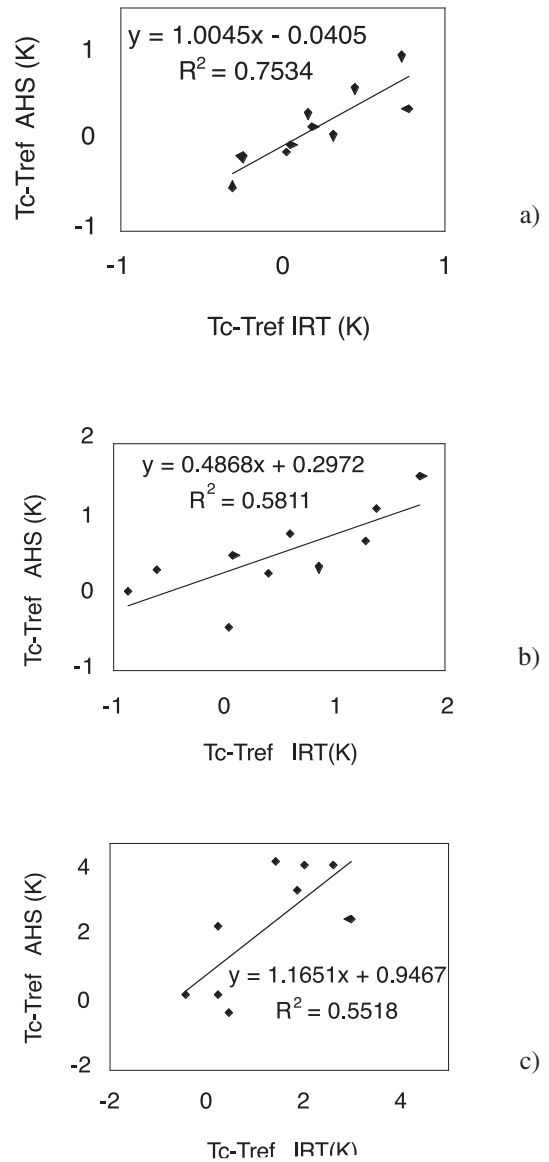 1
y = 1.0045x - 0.0405
R² = 0.7534
0
-1
Tc-Tref AHS (K)
-1 0 1
Tc-Tref IRT (K)
a)
2
y = 0.4868x + 0.2972
R² = 0.5811
1
0
-1
Tc-Tref AHS (K)
-1 0 1 2
Tc-Tref IRT(K)
b)
4
2
y = 1.1651x + 0.9467
0
R² = 0.5518
-2
Tc-Tref AHS (K)
-2 0 2 4
Tc-Tref IRT(K)
c)